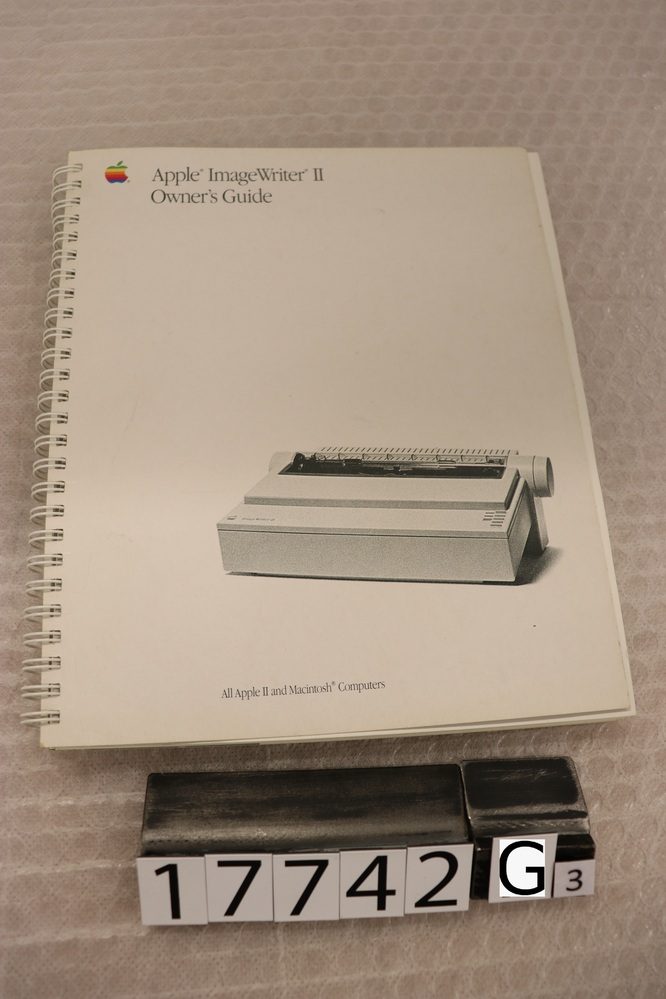 Apple® ImageWriter® II
Owner's Guide
All Apple II and Macintosh® Computers
17742 G 3